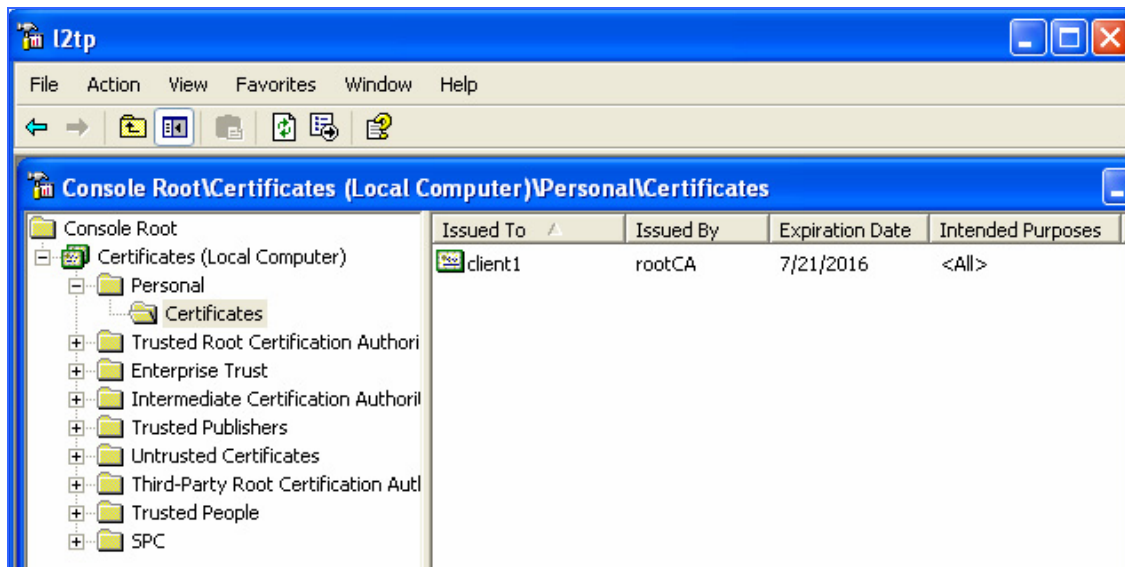 l2tp
File Action View Favorites Window Help
Console Root\Certificates (Local Computer)\Personal\Certificates
Console Root
Certificates (Local Computer)
Personal
Certificates
Trusted Root Certification Authori
Enterprise Trust
Intermediate Certification Authorit
Trusted Publishers
Untrusted Certificates
Third-Party Root Certification Autl
Trusted People
SPC
Issued To Issued By Expiration Date Intended Purposes
client1 rootCA 7/21/2016 <All>